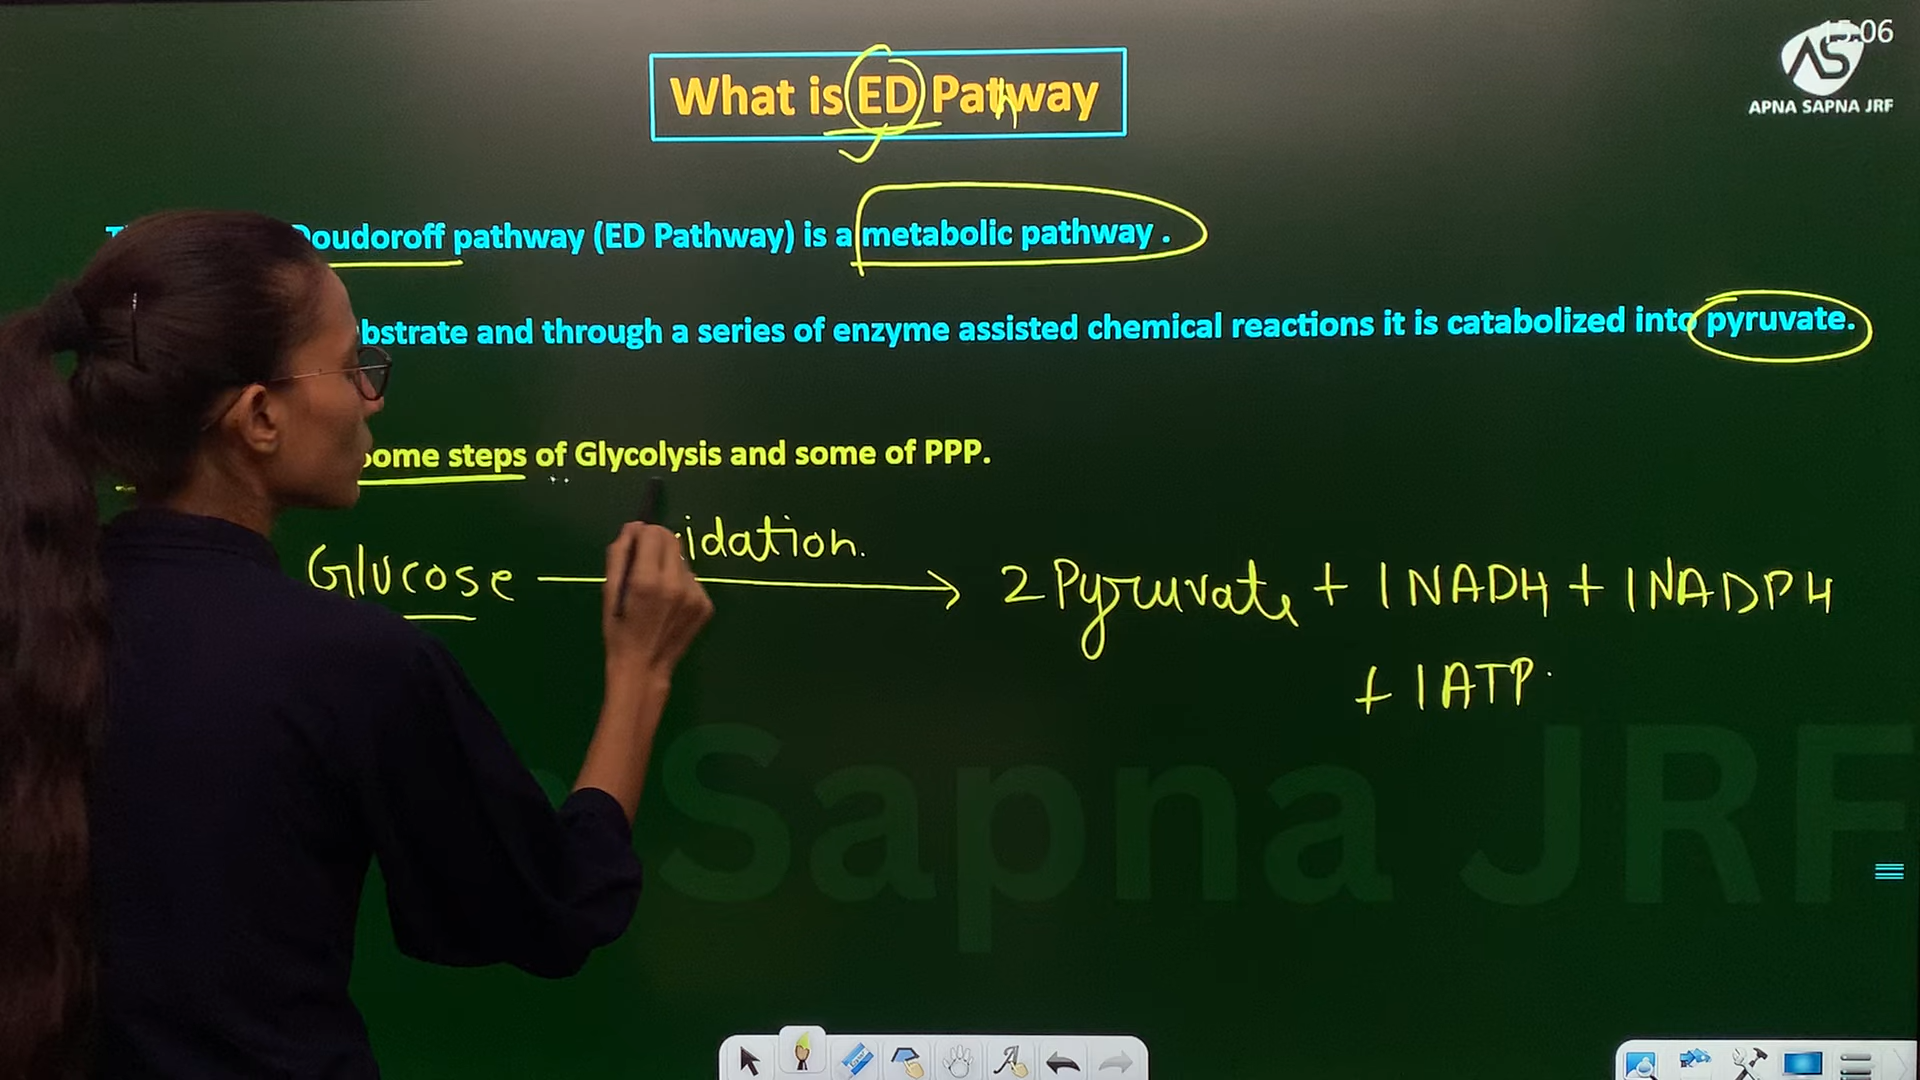 15:06
AS
APNA SAPNA JRF
What is ED Pathway
Doudoroff pathway (ED Pathway) is a metabolic pathway .
bstrate and through a series of enzyme assisted chemical reactions it is catabolized into pyruvate.
some steps of Glycolysis and some of PPP.
idation.
Glucose → 2 Pyruvate + 1 NADH + 1 NADPH
+ 1 ATP.
Sapna JRF